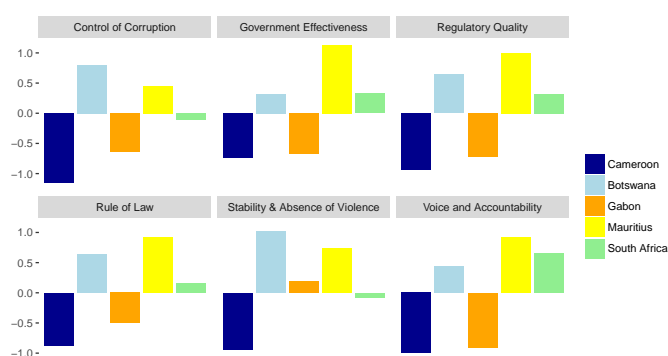 Control of Corruption Government Effectiveness Regulatory Quality
1.0
0.5
0.0
−0.5
−1.0
Rule of Law Stability & Absence of Violence Voice and Accountability
1.0
0.5
0.0
−0.5
−1.0
Cameroon
Botswana
Gabon
Mauritius
South Africa